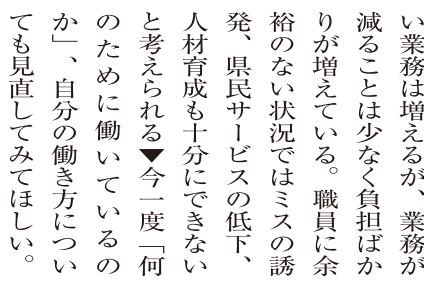 い業務は増えるが、業務が
減ることは少なく負担ばか
りが増えている。職員に余
裕のない状況ではミスの誘
発、県民サービスの低下、
人材育成も十分にできない
と考えられる▼今一度「何
のために働いているの
か」、自分の働き方につい
ても見直してみてほしい。